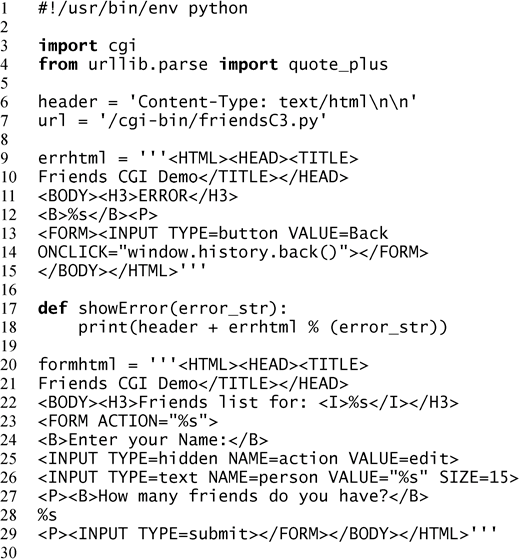 1 #!/usr/bin/env python
2
3 import cgi
4 from urllib.parse import quote_plus
5
6 header = 'Content-Type: text/html\n\n'
7 url = '/cgi-bin/friendsC3.py'
8
9 errhtml = '''<HTML><HEAD><TITLE>
10 Friends CGI Demo</TITLE></HEAD>
11 <BODY><H3>ERROR</H3>
12 <B>%s</B><P>
13 <FORM><INPUT TYPE=button VALUE=Back
14 ONCLICK="window.history.back()"></FORM>
15 </BODY></HTML>'''
16
17 def showError(error_str):
18     print(header + errhtml % (error_str))
19
20 formhtml = '''<HTML><HEAD><TITLE>
21 Friends CGI Demo</TITLE></HEAD>
22 <BODY><H3>Friends list for: <I>%s</I></H3>
23 <FORM ACTION="%s">
24 <B>Enter your Name:</B>
25 <INPUT TYPE=hidden NAME=action VALUE=edit>
26 <INPUT TYPE=text NAME=person VALUE="%s" SIZE=15>
27 <P><B>How many friends do you have?</B>
28 %s
29 <P><INPUT TYPE=submit></FORM></BODY></HTML>'''
30